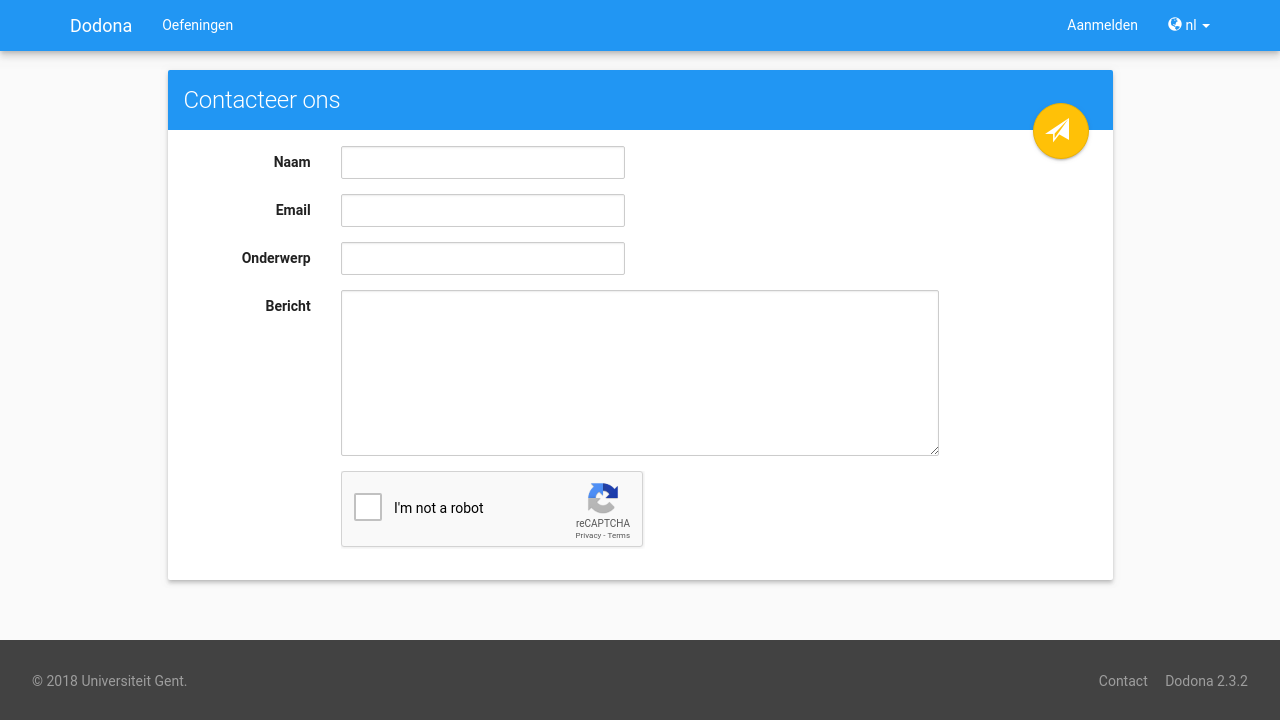 Dodona Oefeningen Aanmelden nl
Contacteer ons
Naam
Email
Onderwerp
Bericht
I'm not a robot
reCAPTCHA
Privacy - Terms
© 2018 Universiteit Gent. Contact Dodona 2.3.2